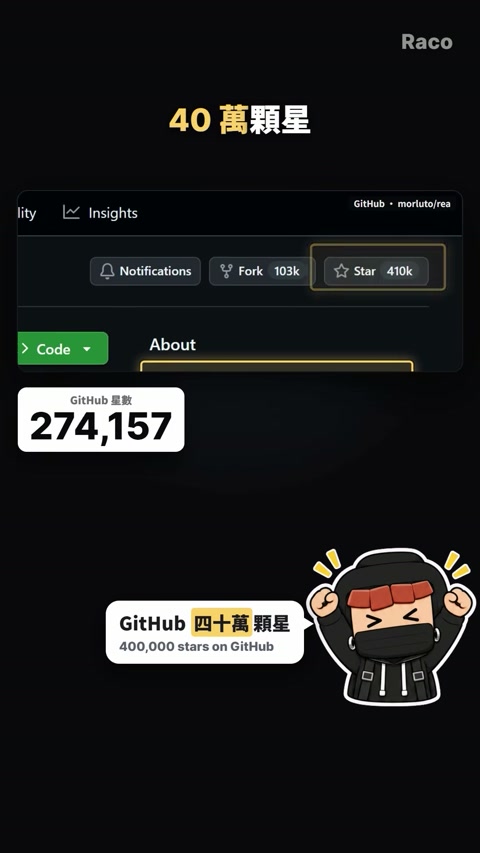 Raco
40 萬顆星
GitHub • morluto/rea
lity
Insights
Notifications
Fork 103k
Star 410k
Code
About
GitHub 星數
274,157
GitHub 四十萬顆星
400,000 stars on GitHub